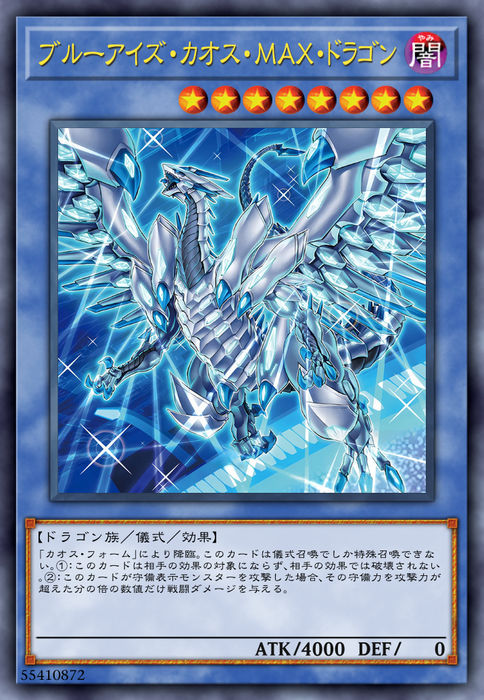 ブルーアイズ・カオス・MAX・ドラゴン
やみ
闇
【ドラゴン族／儀式／効果】
「カオス・フォーム」により降臨。このカードは儀式召喚でしか特殊召喚できな
い。①:このカードは相手の効果の対象にならず、相手の効果では破壊されない。
②:このカードが守備表示モンスターを攻撃した場合、その守備力を攻撃力が
超えた分の倍の数値だけ戦闘ダメージを与える。
ATK/4000 DEF/ 0
55410872